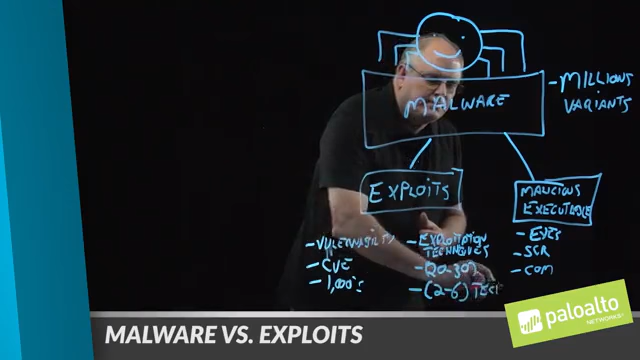 MALWARE
- MILLIONS
VARIANTS
EXPLOITS
MALICIOUS
EXECUTABLE
- VULERNABILITY
- CVE
- 1,000's
- EXPLOITATION
TECHNIQUES
- (20-30)
- (2-6) TECH
- EXES
- SCR
- COM
MALWARE VS. EXPLOITS
paloalto
NETWORKS